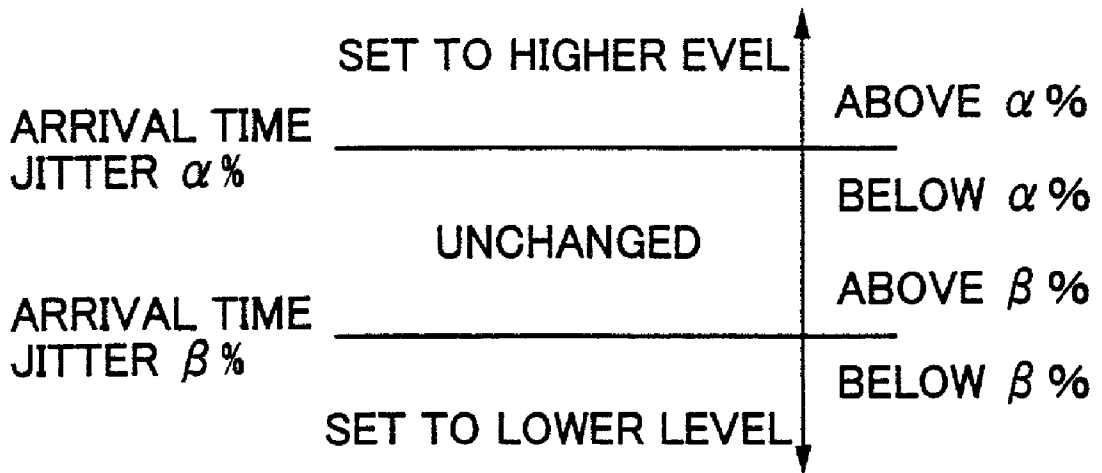 SET TO HIGHER EVEL
ABOVE α%
ARRIVAL TIME
JITTER α%
BELOW α%
UNCHANGED
ABOVE β%
ARRIVAL TIME
JITTER β%
BELOW β%
SET TO LOWER LEVEL